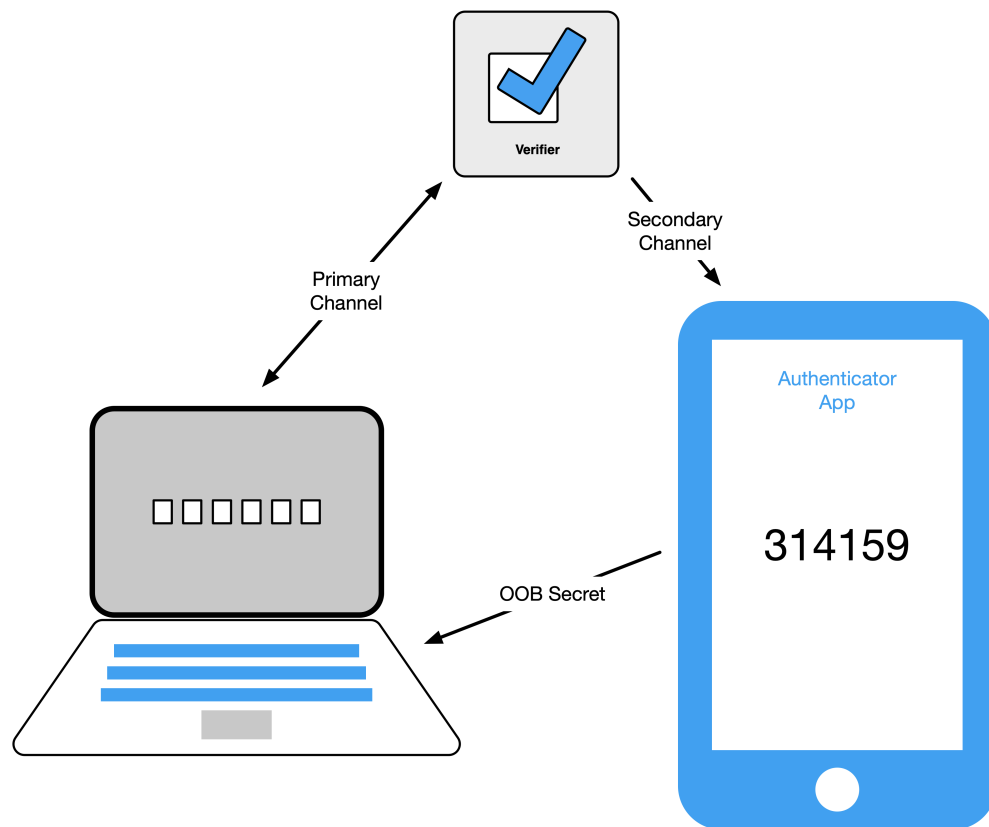 Verifier
Secondary
Channel
Primary
Channel
Authenticator
App
314159
OOB Secret